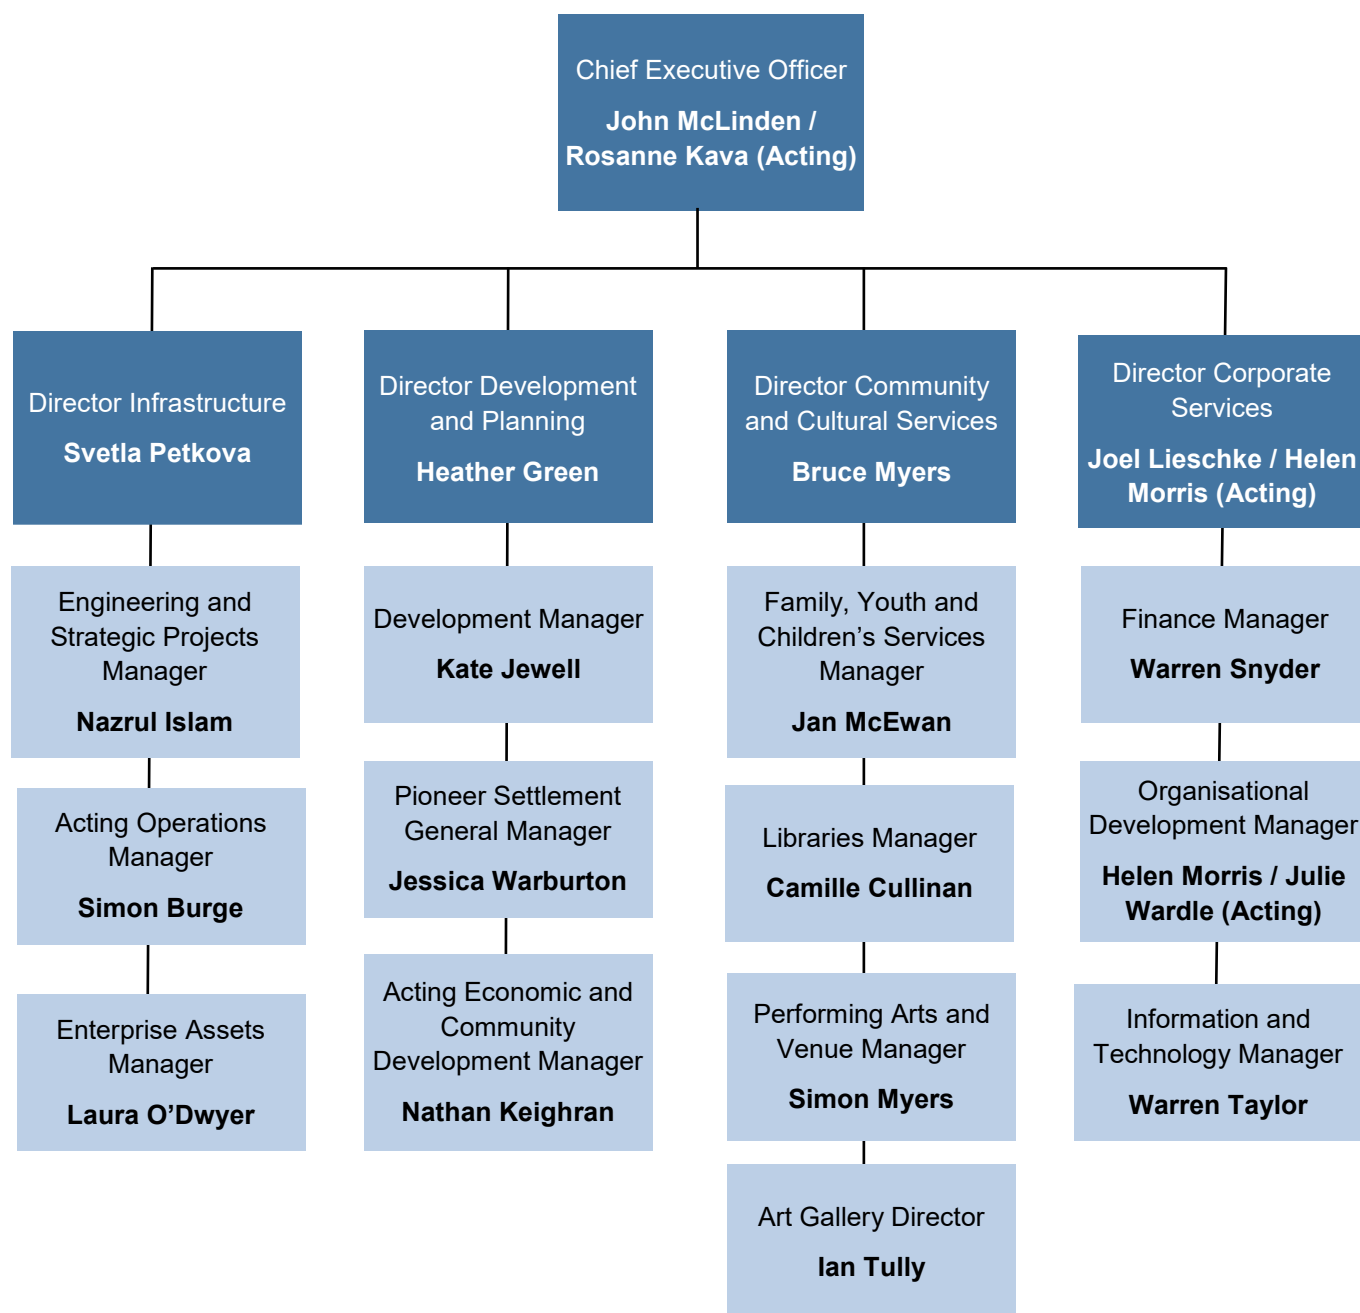 Chief Executive Officer
John McLinden /
Rosanne Kava (Acting)
Director Infrastructure
Svetla Petkova
Director Development
and Planning
Heather Green
Director Community
and Cultural Services
Bruce Myers
Director Corporate
Services
Joel Lieschke / Helen
Morris (Acting)
Engineering and
Strategic Projects
Manager
Nazrul Islam
Acting Operations
Manager
Simon Burge
Enterprise Assets
Manager
Laura O’Dwyer
Development Manager
Kate Jewell
Pioneer Settlement
General Manager
Jessica Warburton
Acting Economic and
Community
Development Manager
Nathan Keighran
Family, Youth and
Children’s Services
Manager
Jan McEwan
Libraries Manager
Camille Cullinan
Performing Arts and
Venue Manager
Simon Myers
Art Gallery Director
Ian Tully
Finance Manager
Warren Snyder
Organisational
Development Manager
Helen Morris / Julie
Wardle (Acting)
Information and
Technology Manager
Warren Taylor